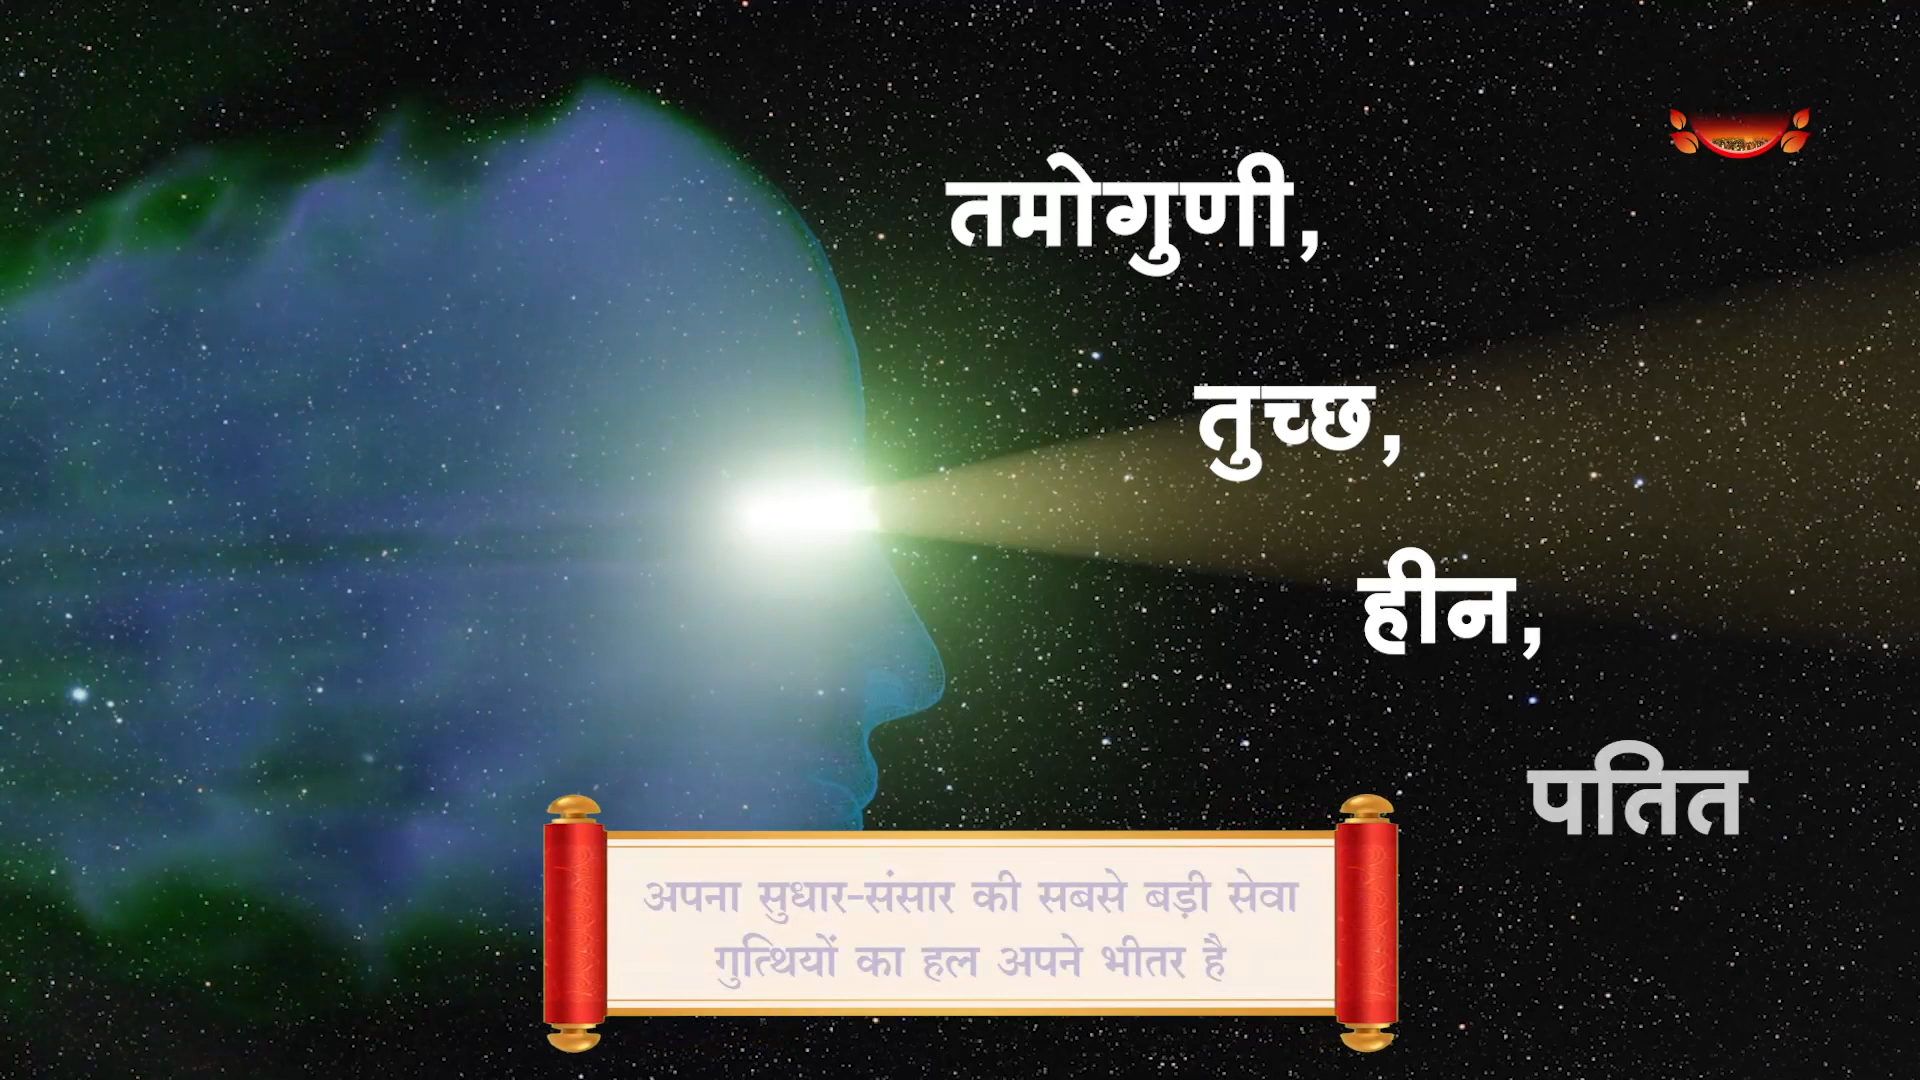 तमोगुणी,
तुच्छ,
हीन,
पतित
अपना सुधार-संसार की सबसे बड़ी सेवा
गुत्थियों का हल अपने भीतर है